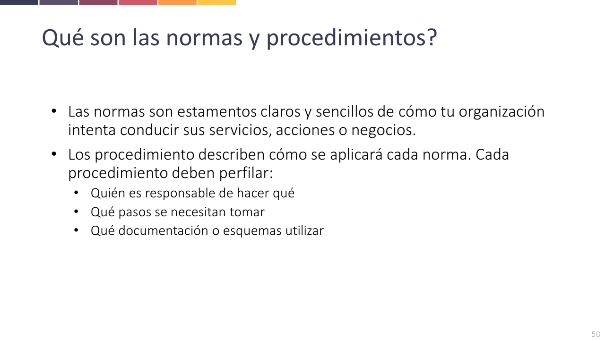 Qué son las normas y procedimientos?
• Las normas son estamentos claros y sencillos de cómo tu organización
intenta conducir sus servicios, acciones o negocios.
• Los procedimiento describen cómo se aplicará cada norma. Cada
procedimiento deben perfilar:
• Quién es responsable de hacer qué
• Qué pasos se necesitan tomar
• Qué documentación o esquemas utilizar
50